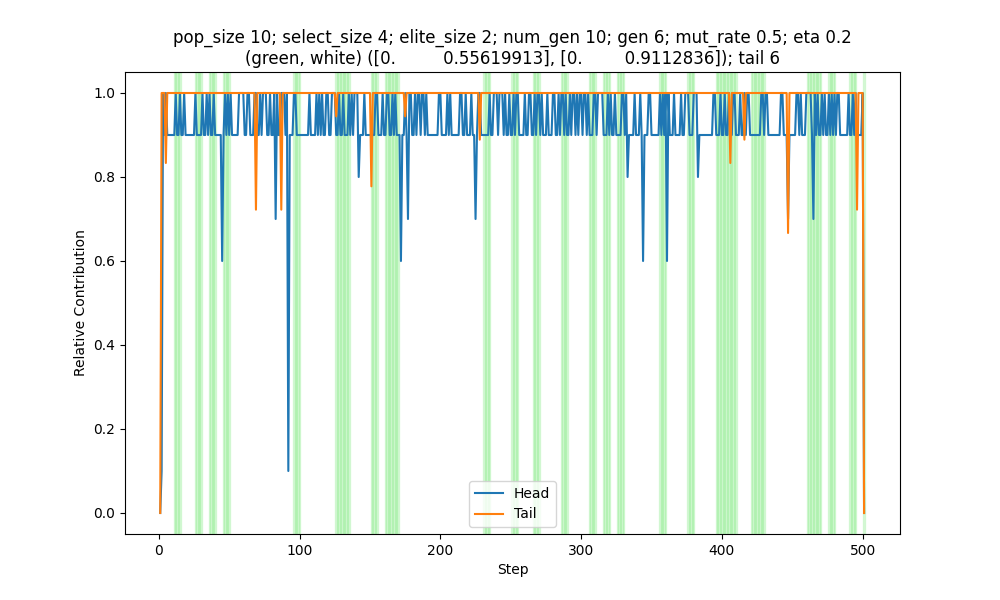 pop_size 10; select_size 4; elite_size 2; num_gen 10; gen 6; mut_rate 0.5; eta 0.2
(green, white) ([0. 0.55619913], [0. 0.9112836]); tail 6
1.0
0.8
0.6
0.4
0.2
0.0
Relative Contribution
Head
Tail
0 100 200 300 400 500
Step